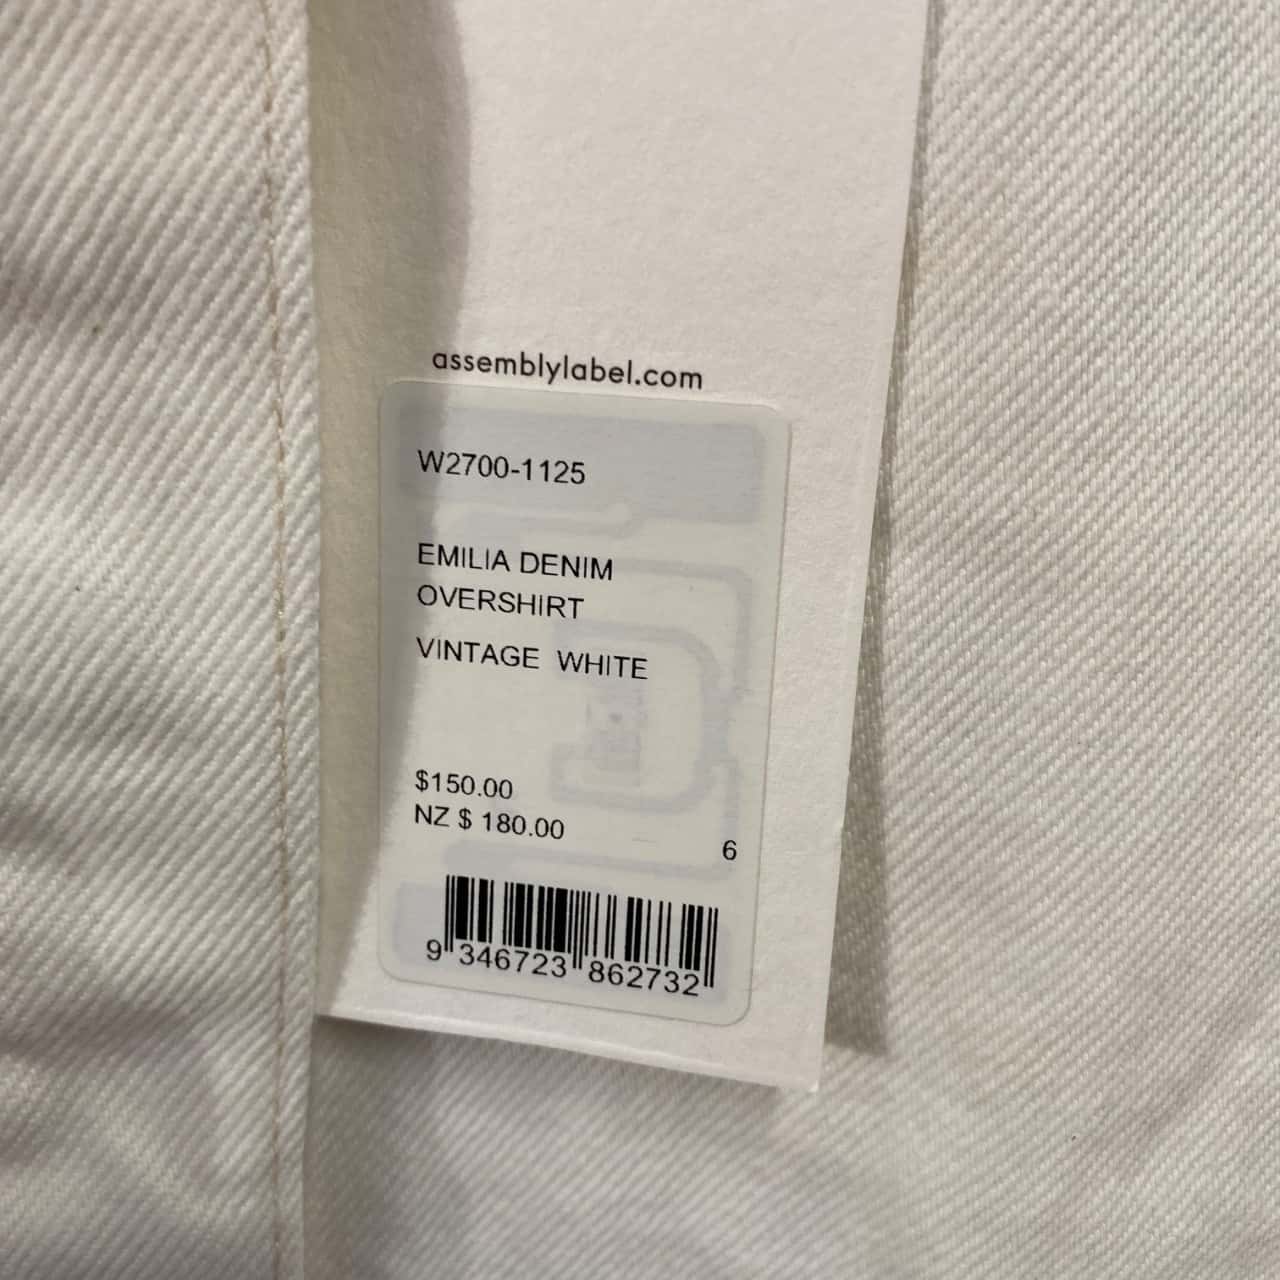 assemblylabel.com
W2700-1125
EMILIA DENIM
OVERSHIRT
VINTAGE WHITE
$150.00
NZ $ 180.00
6
9 346723 862732